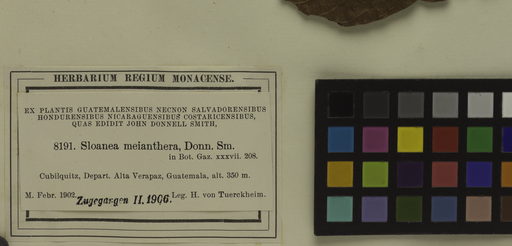 HERBARIUM REGIUM MONACENSE.
EX PLANTIS GUATEMALENSIBUS NECNON SALVADORENSIBUS
HONDURENSIBUS NICARAGUENSIBUS COSTARICENSIBUS,
QUAS EDIDIT JOHN DONNELL SMITH,
8191. Sloanea meianthera, Donn. Sm.
in Bot. Gaz. xxxvii. 208.
Cubilquitz, Depart. Alta Verapaz, Guatemala, alt. 350 m.
M. Febr. 1902. Zugegangen II. 1906. Leg. H. von Tuerckheim.